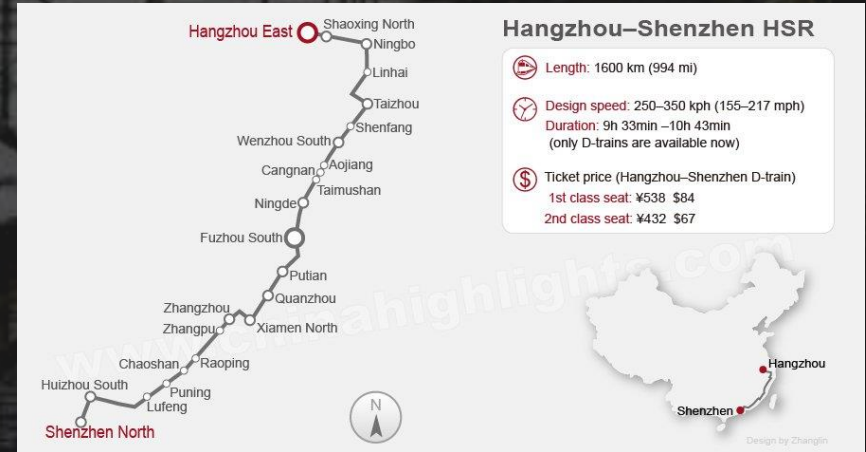 Hangzhou–Shenzhen HSR
Length: 1600 km (994 mi)
Design speed: 250–350 kph (155–217 mph)
Duration: 9h 33min –10h 43min
(only D-trains are available now)
$
Ticket price (Hangzhou–Shenzhen D-train)
1st class seat: ¥538 $84
2nd class seat: ¥432 $67
Hangzhou East
Shaoxing North
Ningbo
Linhai
Taizhou
Shenfang
Wenzhou South
Aojiang
Cangnan
Taimushan
Ningde
Fuzhou South
Putian
Quanzhou
Zhangzhou
Xiamen North
Zhangpu
Raoping
Chaoshan
Puning
Huizhou South
Lufeng
Shenzhen North
N
Hangzhou
Shenzhen
www.chinahighlights.com
Design by Zhanglin